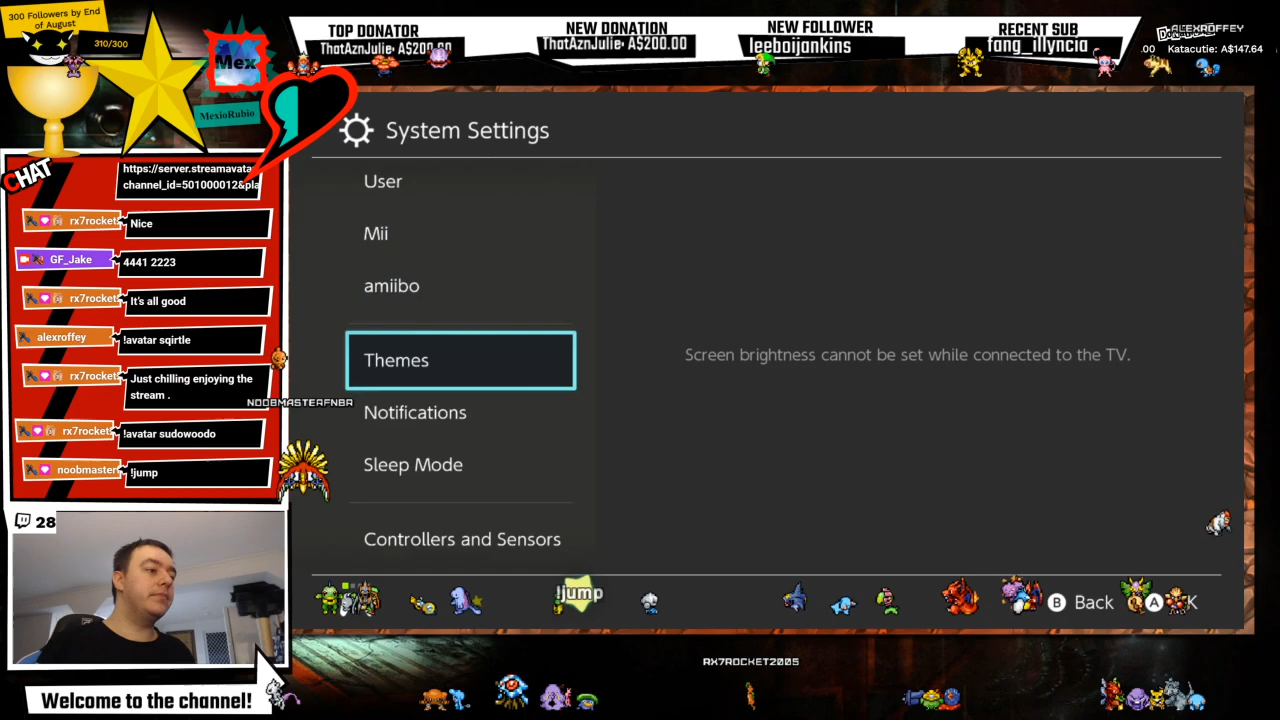 300 Followers by End
of August
310/300
Mex
MexioRubio
TOP DONATOR
ThatAznJulie: A$200.00
NEW DONATION
ThatAznJulie: A$200.00
NEW FOLLOWER
leeboijankins
RECENT SUB
fang_illyncia
ALEXROFFEY
.00 Katacutie: A$147.64
CHAT
https://server.streamavata
channel_id=501000012&pla
rx7rocket
Nice
GF_Jake
4441 2223
rx7rocket
It's all good
alexroffey
!avatar sqirtle
rx7rocket
Just chilling enjoying the
stream .
rx7rocket
!avatar sudowoodo
noobmaster
!jump
NOOBMASTERFNBR
28
Welcome to the channel!
System Settings
User
Mii
amiibo
Themes
Notifications
Sleep Mode
Controllers and Sensors
Screen brightness cannot be set while connected to the TV.
!jump
B Back
A
K
RX7ROCKET2005